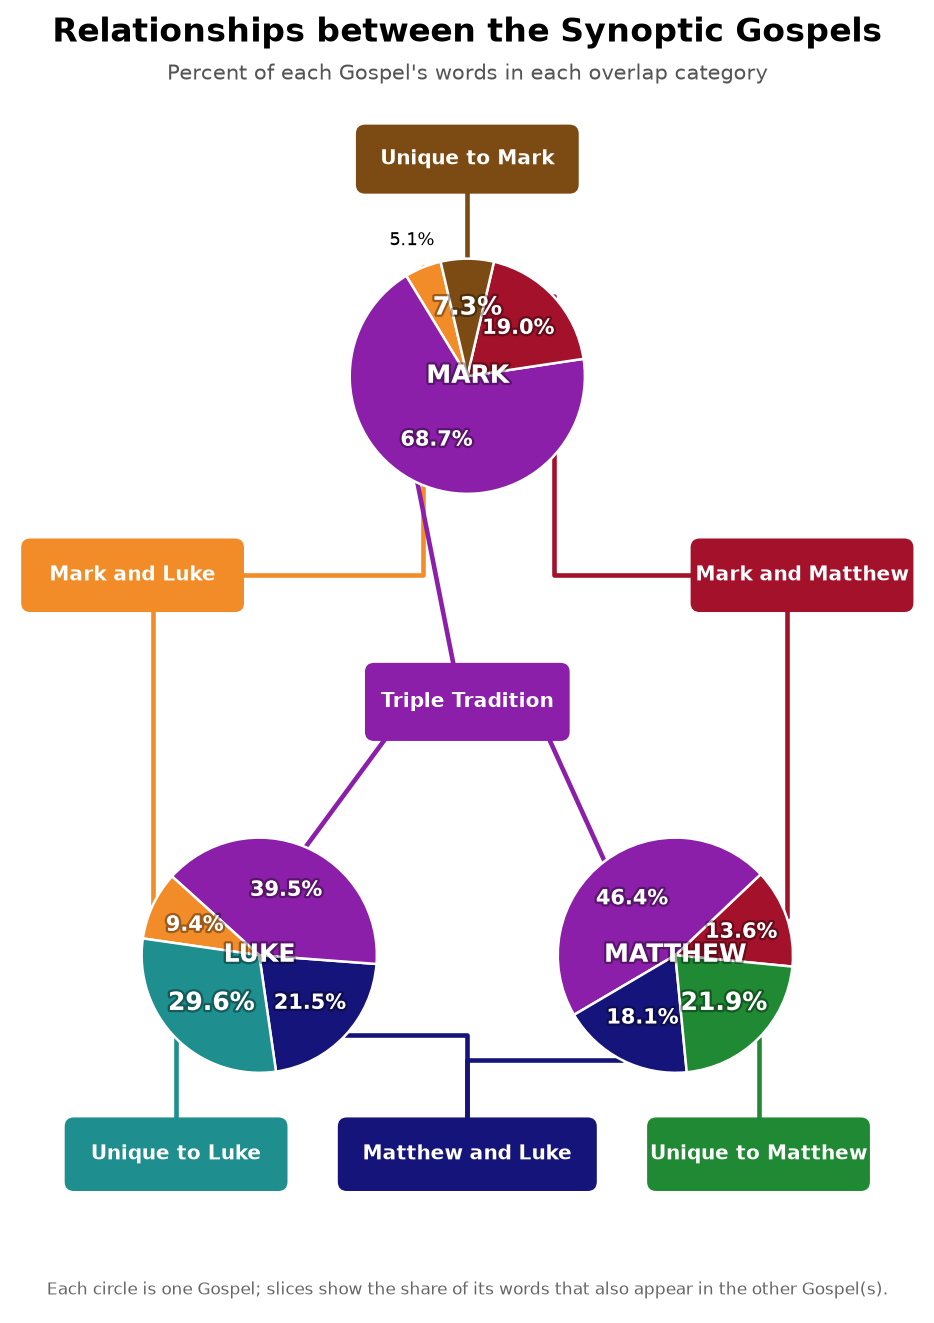 Relationships between the Synoptic Gospels
Percent of each Gospel's words in each overlap category
Unique to Mark
5.1%
7.3%
19.0%
MARK
68.7%
Mark and Luke
Mark and Matthew
Triple Tradition
39.5%
9.4%
LUKE
29.6%
21.5%
46.4%
13.6%
MATTHEW
18.1%
21.9%
Unique to Luke
Matthew and Luke
Unique to Matthew
Each circle is one Gospel; slices show the share of its words that also appear in the other Gospel(s).